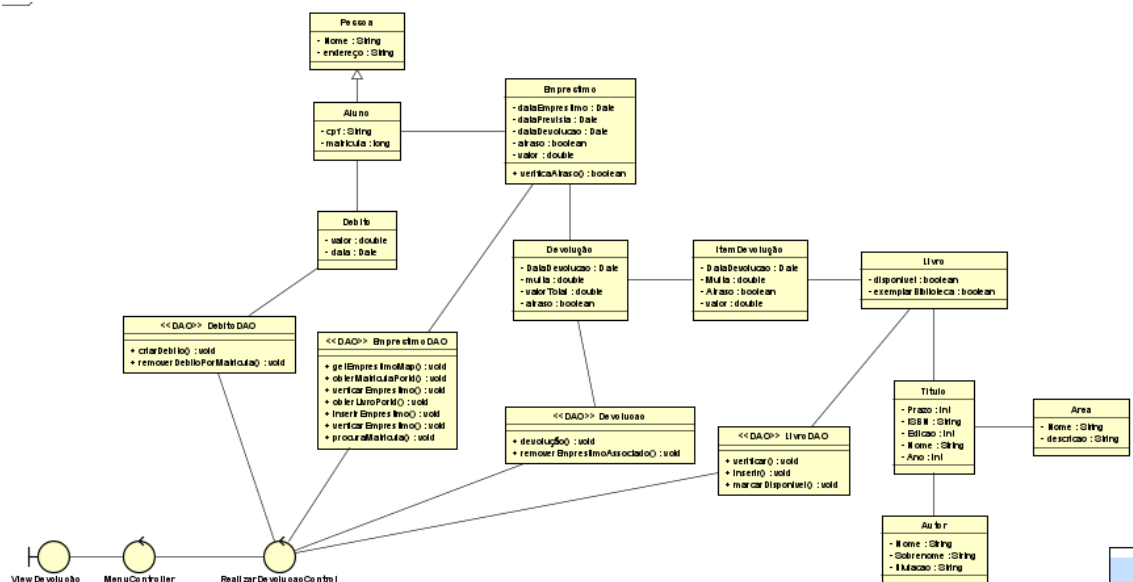 Pessoa
- Nome : String
- endereço : String
Aluno
- cpf : String
- matricula : long
Emprestimo
- dataEmprestimo : Date
- dataPrevista : Date
- dataDevolucao : Date
- atraso : boolean
- valor : double
+ verificaAtraso() : boolean
Debito
- valor : double
- data : Date
Devolução
- DataDevolucao : Date
- multa : double
- valorTotal : double
- atraso : boolean
ItemDevolução
- DataDevolucao : Date
- Multa : double
- Atraso : boolean
- valor : double
Livro
- disponivel : boolean
- exemplarBiblioteca : boolean
<<DAO>> DebitoDAO
+ criarDebito() : void
+ removerDebitoPorMatricula() : void
<<DAO>> EmprestimoDAO
+ getEmprestimoMap() : void
+ obterMatriculaPorId() : void
+ verificarEmprestimo() : void
+ obterLivroPorId() : void
+ inserirEmprestimo() : void
+ verificarEmprestimo() : void
+ procuraMatricula() : void
<<DAO>> Devolucao
+ devolução() : void
+ removerEmprestimoAssociado() : void
<<DAO>> LivroDAO
+ verificar() : void
+ inserir() : void
+ marcarDisponivel() : void
Titulo
- Prazo : int
- ISBN : String
- Edicao : int
- Nome : String
- Ano : int
Area
- Nome : String
- descricao : String
Autor
- Nome : String
- Sobrenome : String
- titulacao : String
View Devolução
MenuController
RealizarDevolucaoControl